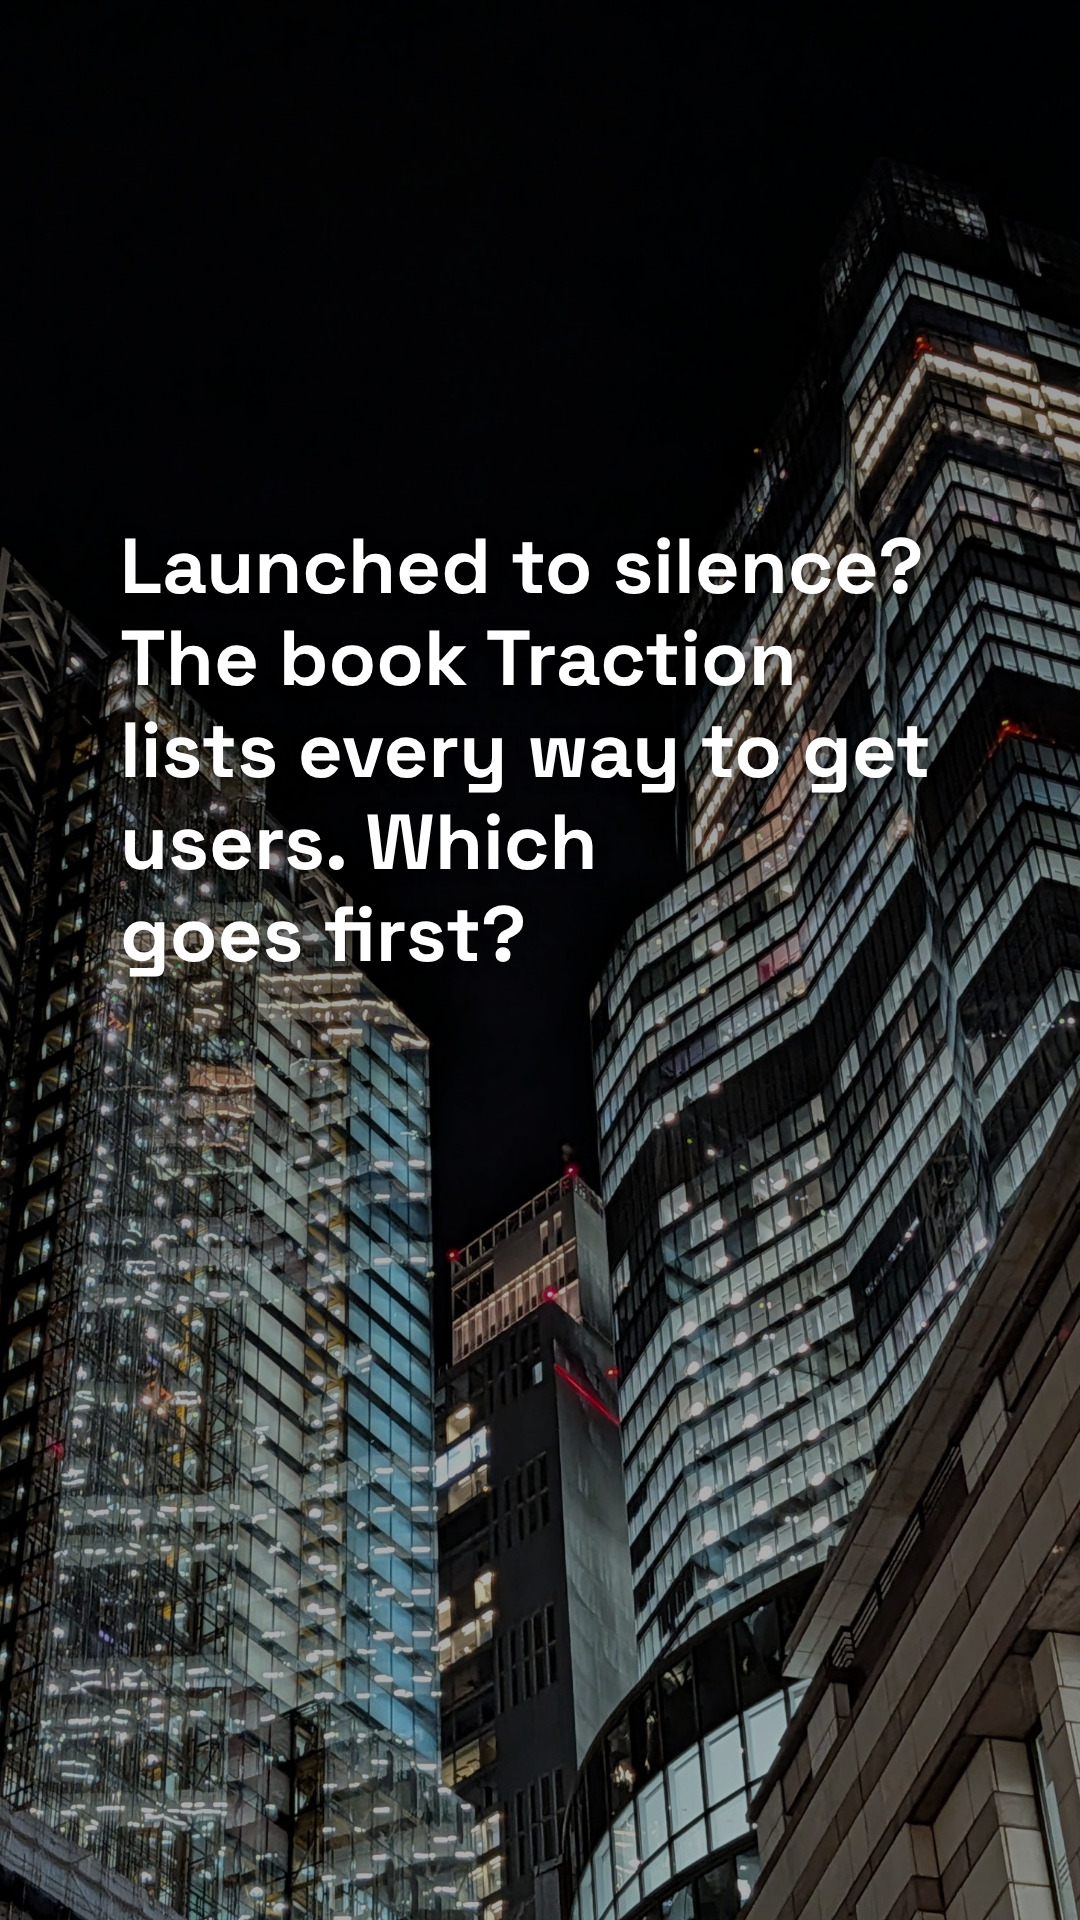 Launched to silence?
The book Traction
lists every way to get
users. Which
goes first?